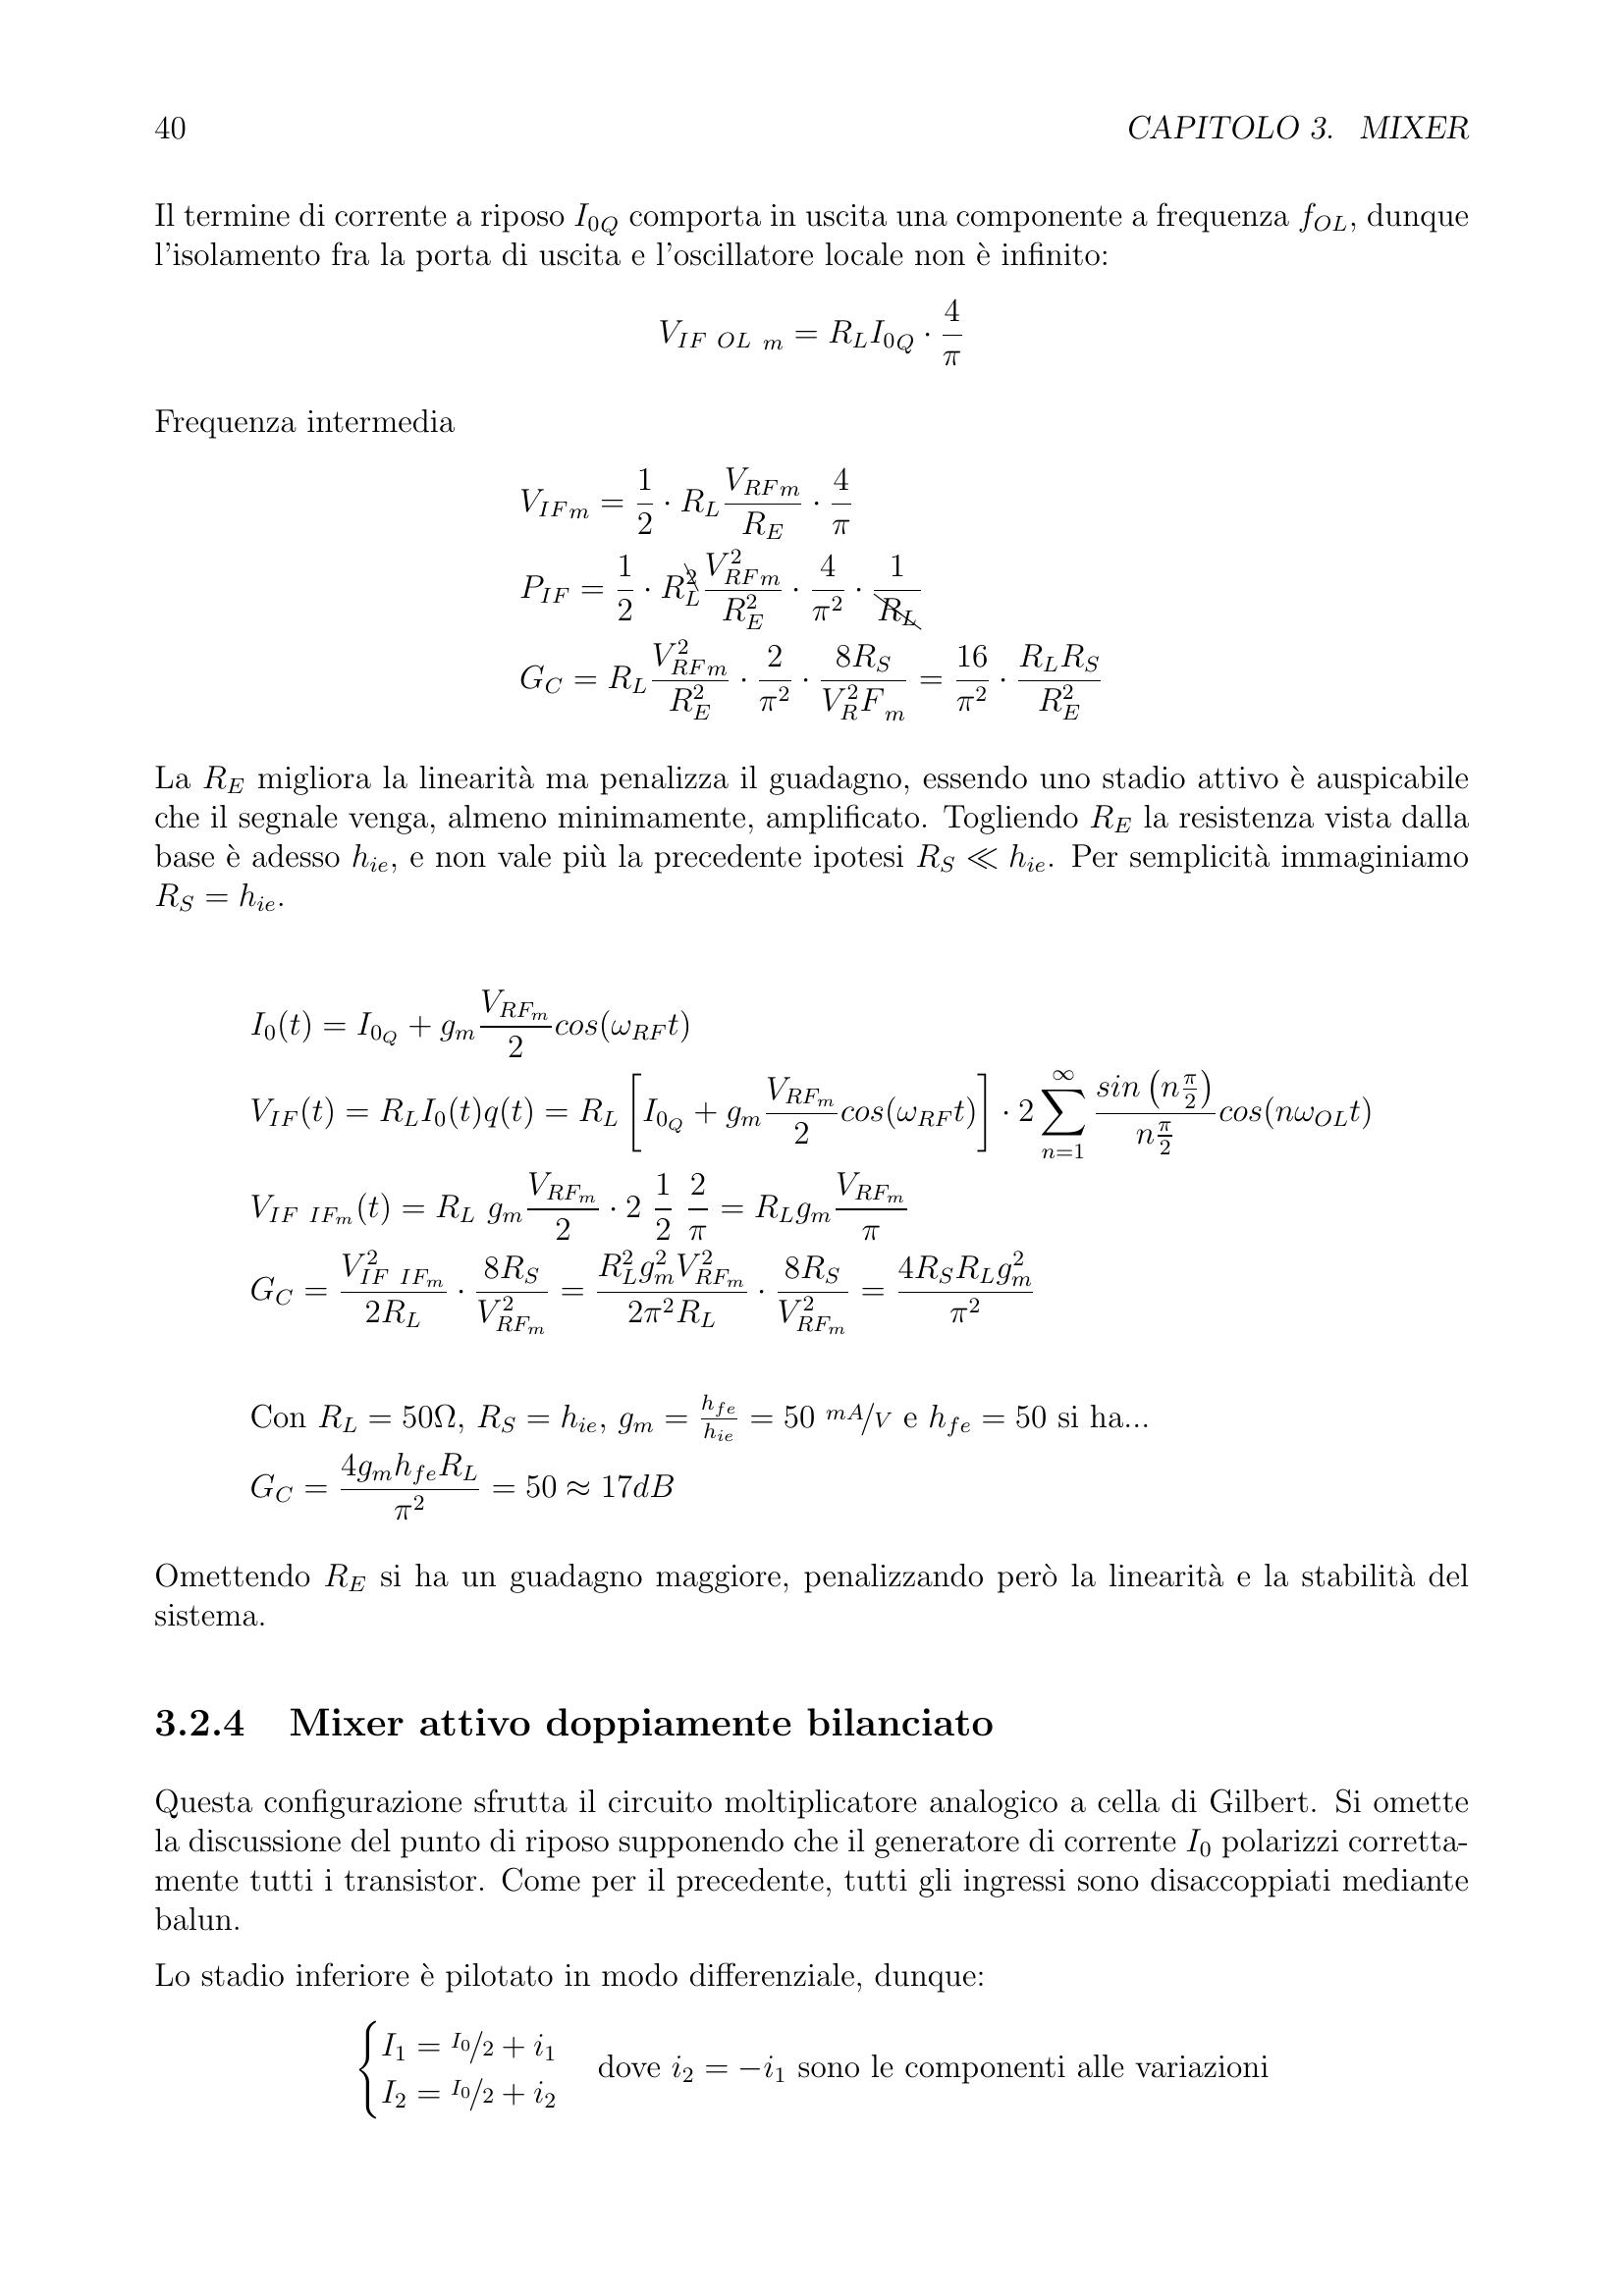 40 CAPITOLO 3. MIXER
Il termine di corrente a riposo $I_{0Q}$ comporta in uscita una componente a frequenza $f_{OL}$, dunque
l'isolamento fra la porta di uscita e l'oscillatore locale non è infinito:
$V_{IF\ OL\ m} = R_L I_{0Q} \cdot \frac{4}{\pi}$
Frequenza intermedia
$V_{IFm} = \frac{1}{2} \cdot R_L \frac{V_{RFm}}{R_E} \cdot \frac{4}{\pi}$
$P_{IF} = \frac{1}{2} \cdot R_L^{\cancel{2}} \frac{V_{RFm}^2}{R_E^2} \cdot \frac{4}{\pi^2} \cdot \frac{1}{\cancel{R_L}}$
$G_C = R_L \frac{V_{RFm}^2}{R_E^2} \cdot \frac{2}{\pi^2} \cdot \frac{8R_S}{V_R^2 F_m} = \frac{16}{\pi^2} \cdot \frac{R_L R_S}{R_E^2}$
La $R_E$ migliora la linearità ma penalizza il guadagno, essendo uno stadio attivo è auspicabile
che il segnale venga, almeno minimamente, amplificato. Togliendo $R_E$ la resistenza vista dalla
base è adesso $h_{ie}$, e non vale più la precedente ipotesi $R_S \ll h_{ie}$. Per semplicità immaginiamo
$R_S = h_{ie}$.
$I_0(t) = I_{0_Q} + g_m \frac{V_{RF_m}}{2} cos(\omega_{RF} t)$
$V_{IF}(t) = R_L I_0(t) q(t) = R_L \left[ I_{0_Q} + g_m \frac{V_{RF_m}}{2} cos(\omega_{RF} t) \right] \cdot 2 \sum_{n=1}^{\infty} \frac{sin\left(n\frac{\pi}{2}\right)}{n\frac{\pi}{2}} cos(n\omega_{OL} t)$
$V_{IF\ IF_m}(t) = R_L\ g_m \frac{V_{RF_m}}{2} \cdot 2\ \frac{1}{2}\ \frac{2}{\pi} = R_L g_m \frac{V_{RF_m}}{\pi}$
$G_C = \frac{V_{IF\ IF_m}^2}{2R_L} \cdot \frac{8R_S}{V_{RF_m}^2} = \frac{R_L^2 g_m^2 V_{RF_m}^2}{2\pi^2 R_L} \cdot \frac{8R_S}{V_{RF_m}^2} = \frac{4R_S R_L g_m^2}{\pi^2}$
Con $R_L = 50\Omega$, $R_S = h_{ie}$, $g_m = \frac{h_{fe}}{h_{ie}} = 50\ mA/V$ e $h_{fe} = 50$ si ha...
$G_C = \frac{4g_m h_{fe} R_L}{\pi^2} = 50 \approx 17dB$
Omettendo $R_E$ si ha un guadagno maggiore, penalizzando però la linearità e la stabilità del
sistema.
3.2.4 Mixer attivo doppiamente bilanciato
Questa configurazione sfrutta il circuito moltiplicatore analogico a cella di Gilbert. Si omette
la discussione del punto di riposo supponendo che il generatore di corrente $I_0$ polarizzi corretta-
mente tutti i transistor. Come per il precedente, tutti gli ingressi sono disaccoppiati mediante
balun.
Lo stadio inferiore è pilotato in modo differenziale, dunque:
$\begin{cases} I_1 = I_0/2 + i_1 \\ I_2 = I_0/2 + i_2 \end{cases}$ dove $i_2 = -i_1$ sono le componenti alle variazioni